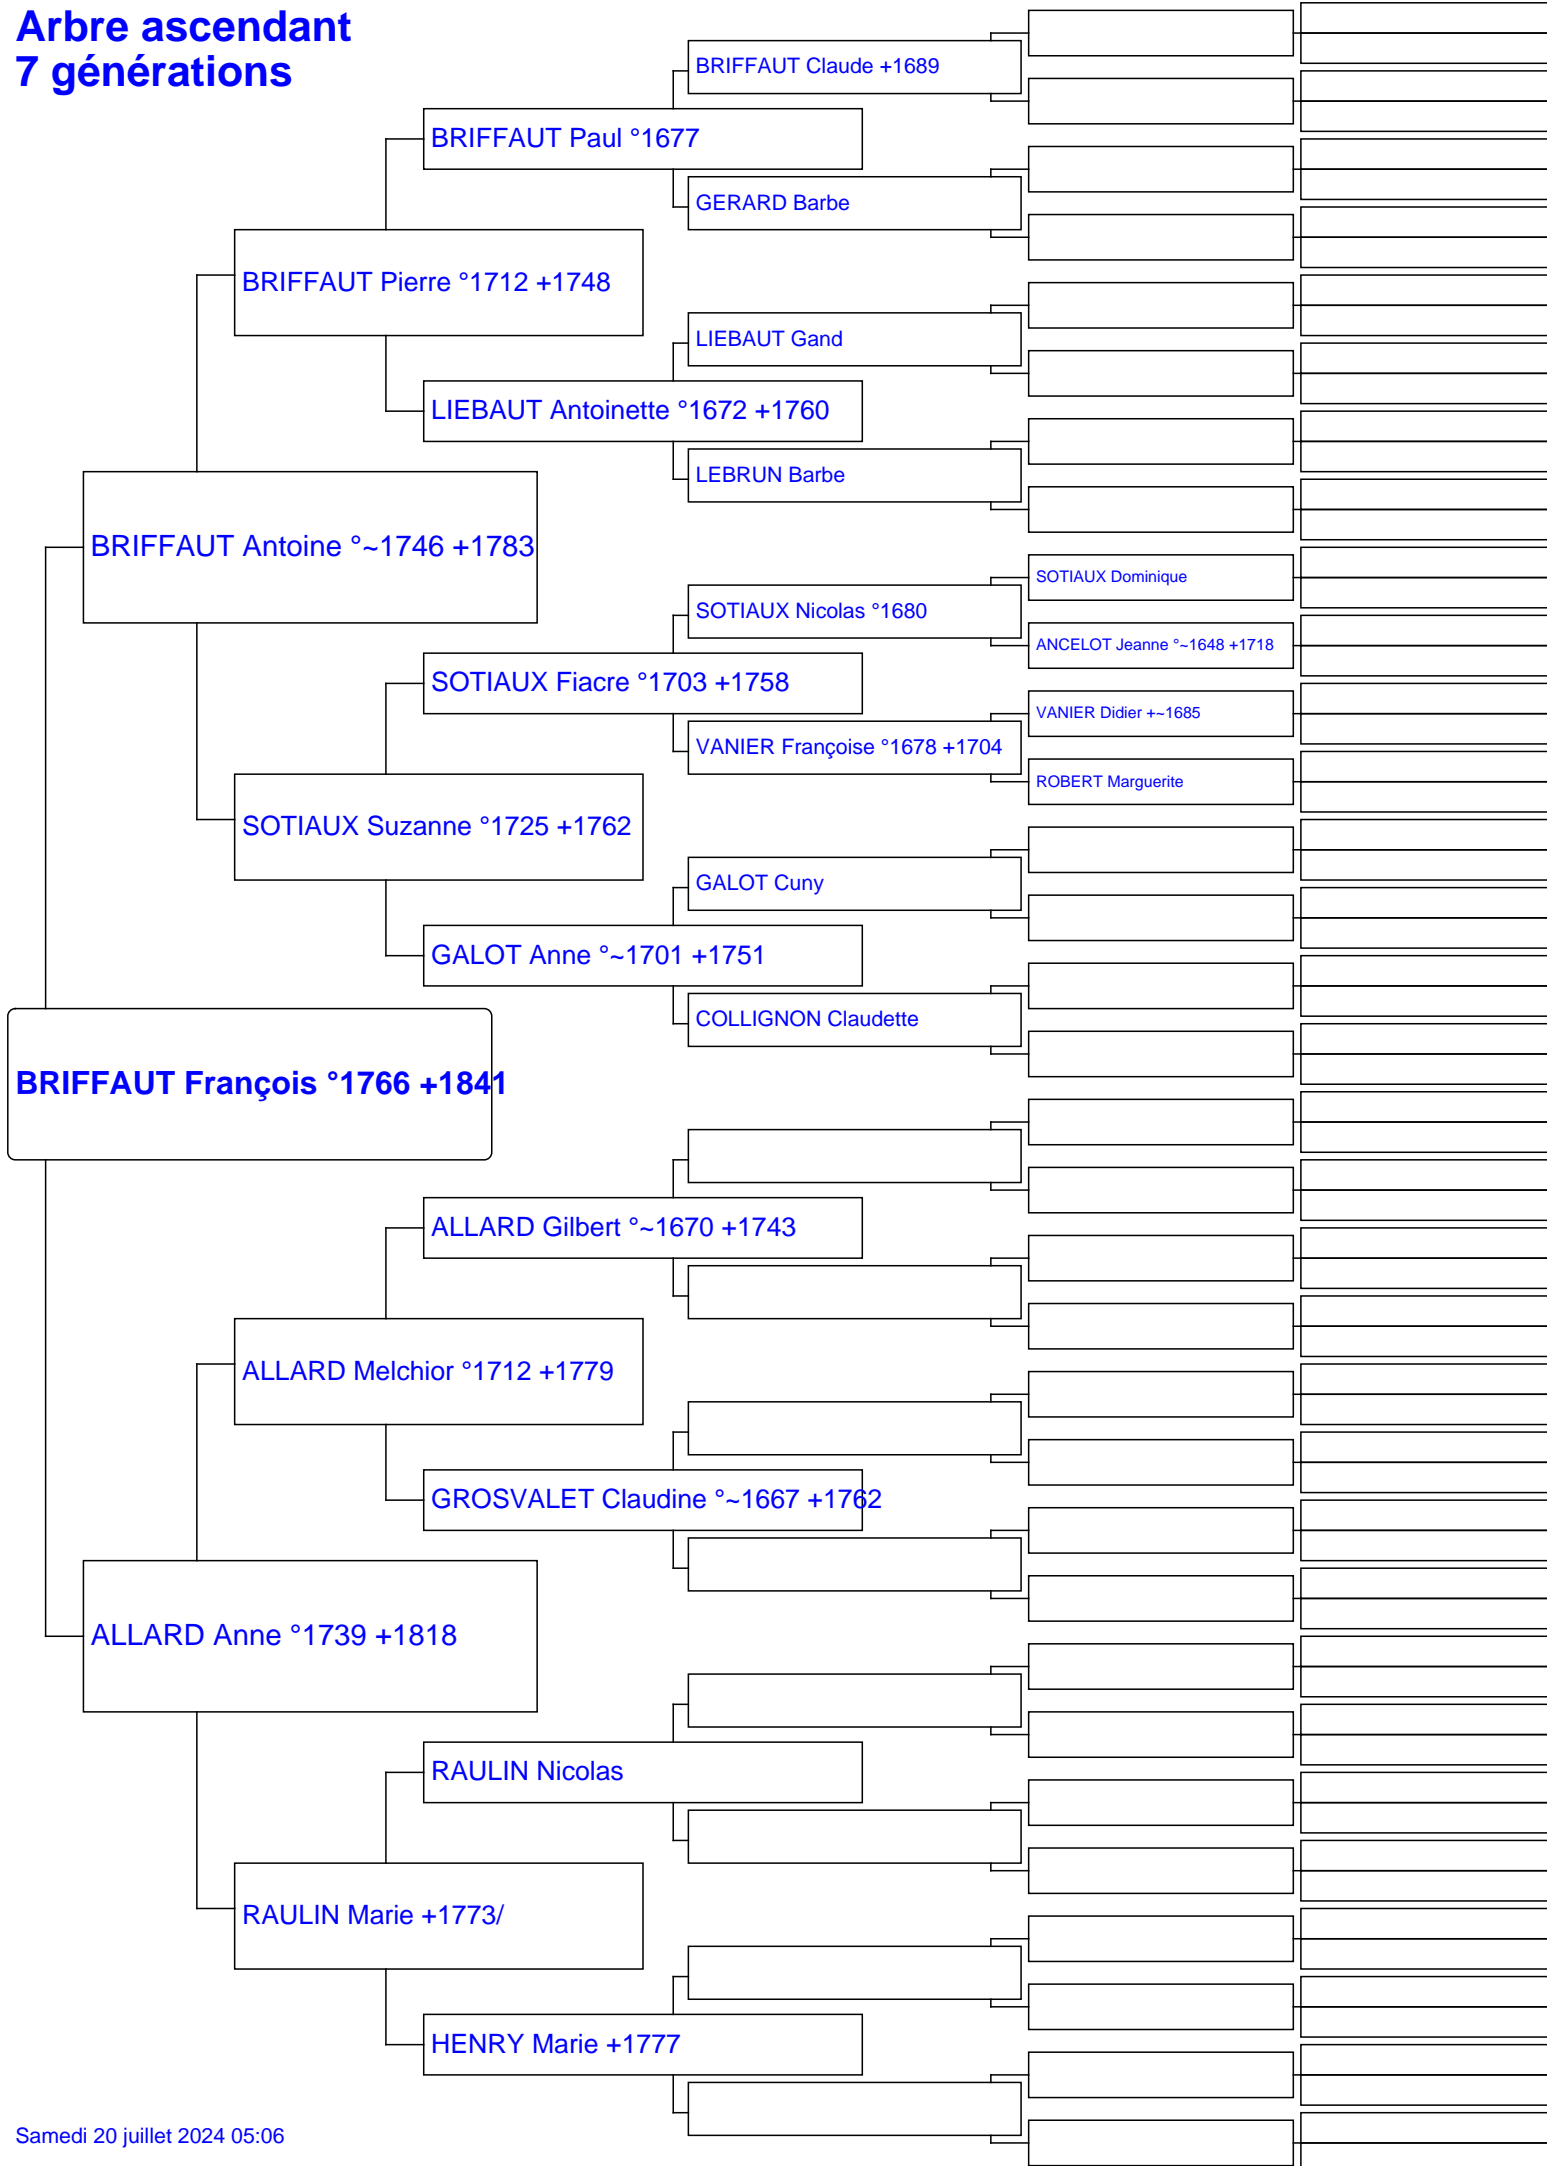 Arbre ascendant
7 générations
BRIFFAUT Claude +1689
BRIFFAUT Paul °1677
GERARD Barbe
BRIFFAUT Pierre °1712 +1748
LIEBAUT Gand
LIEBAUT Antoinette °1672 +1760
LEBRUN Barbe
BRIFFAUT Antoine °~1746 +1783
SOTIAUX Dominique
SOTIAUX Nicolas °1680
ANCELOT Jeanne °~1648 +1718
SOTIAUX Fiacre °1703 +1758
VANIER Didier +~1685
VANIER Françoise °1678 +1704
ROBERT Marguerite
SOTIAUX Suzanne °1725 +1762
GALOT Cuny
GALOT Anne °~1701 +1751
COLLIGNON Claudette
BRIFFAUT François °1766 +1841
ALLARD Gilbert °~1670 +1743
ALLARD Melchior °1712 +1779
GROSVALET Claudine °~1667 +1762
ALLARD Anne °1739 +1818
RAULIN Nicolas
RAULIN Marie +1773/
HENRY Marie +1777
Samedi 20 juillet 2024 05:06